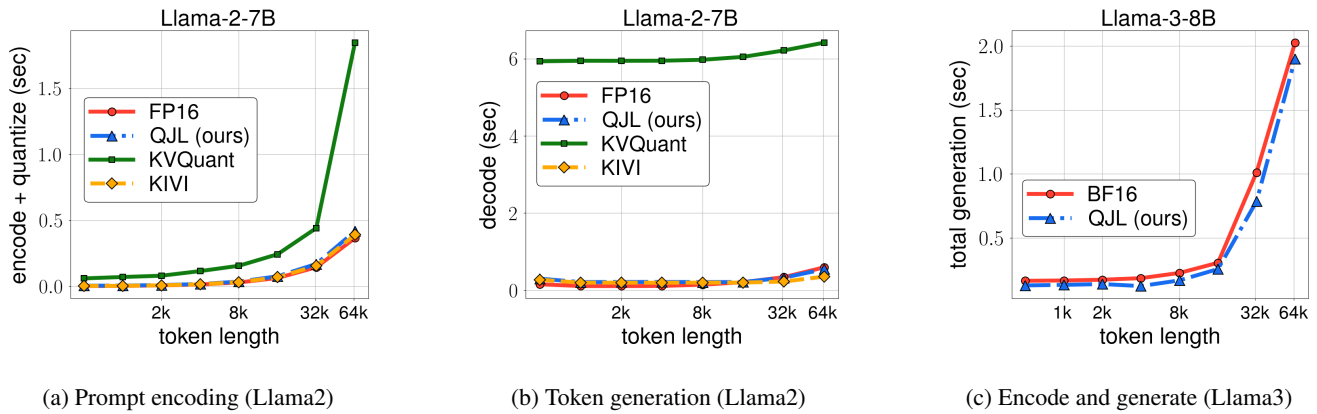 Llama-2-7B
encode + quantize (sec)
1.5
1.0
0.5
0.0
FP16
QJL (ours)
KVQuant
KIVI
2k 8k 32k 64k
token length
(a) Prompt encoding (Llama2)
Llama-2-7B
decode (sec)
6
4
2
0
FP16
QJL (ours)
KVQuant
KIVI
2k 8k 32k 64k
token length
(b) Token generation (Llama2)
Llama-3-8B
total generation (sec)
2.0
1.5
1.0
0.5
BF16
QJL (ours)
1k 2k 8k 32k 64k
token length
(c) Encode and generate (Llama3)